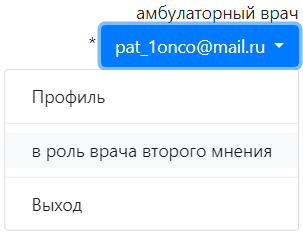 амбулаторный врач
* pat_1onco@mail.ru
Профиль
в роль врача второго мнения
Выход